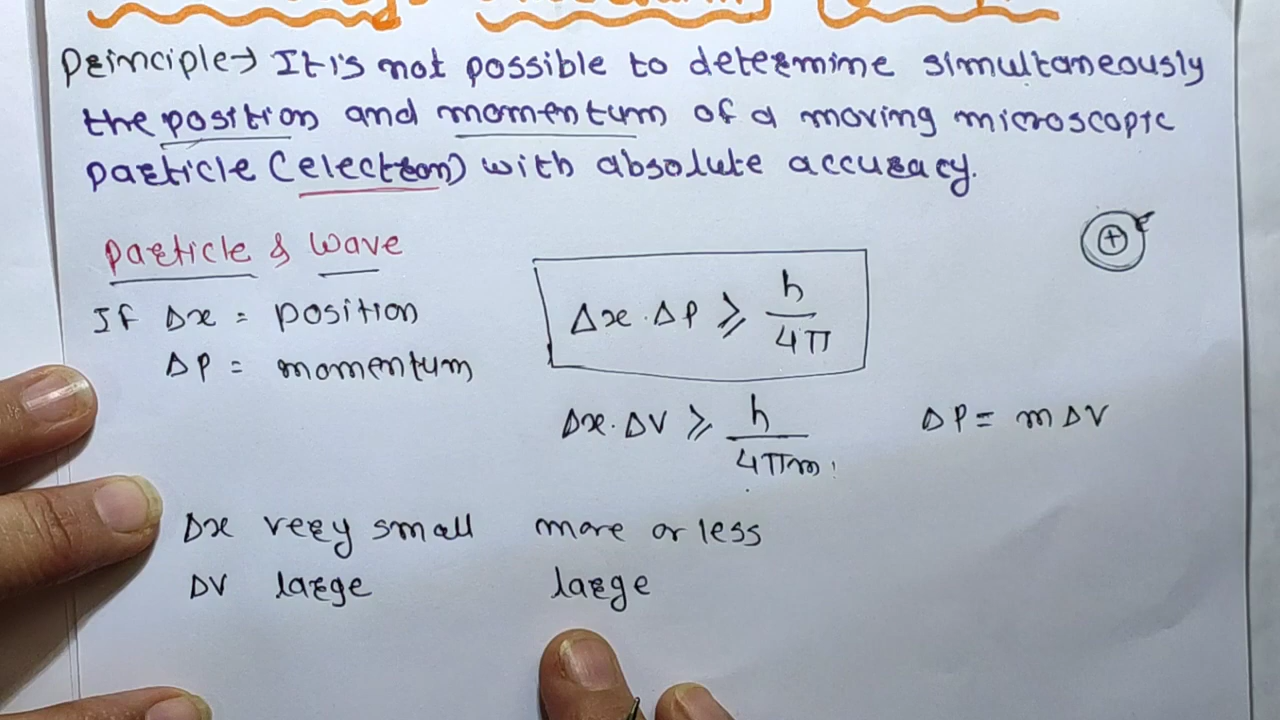 Principle→ It is not possible to determine simultaneously
the position and momentum of a moving microscopic
particle (electron) with absolute accuracy.
⊕ e
particle & wave
If Δx = position
Δx · Δp ≥ h/4π
Δp = momentum
Δx · ΔV ≥ h/4πm
Δp = mΔV
Δx very small more or less
ΔV large large